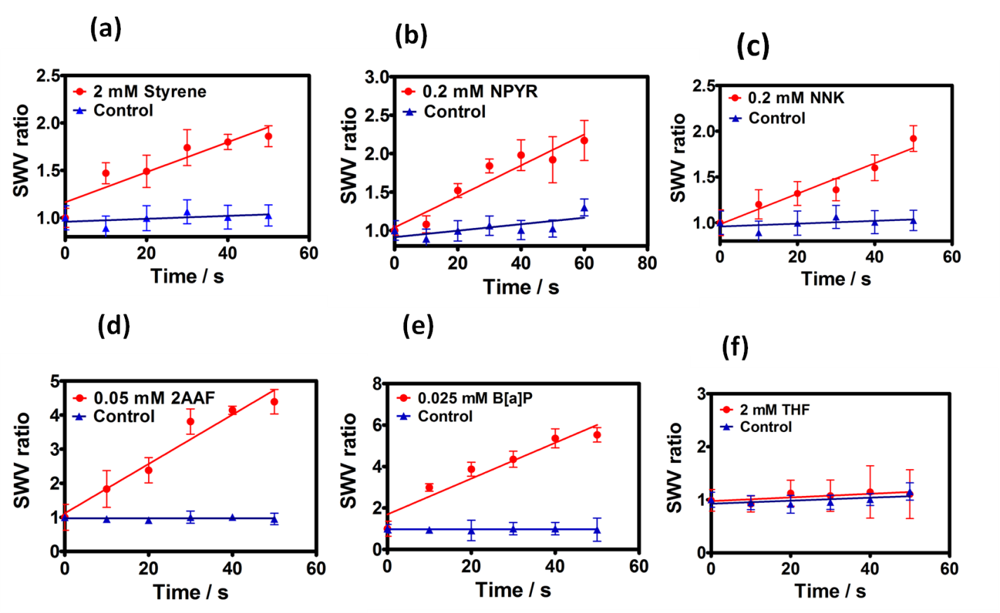 (a)
2.5
2.0
1.5
1.0
SWV ratio
2 mM Styrene
Control
0
20
40
60
Time / s
(b)
3.0
2.5
2.0
1.5
1.0
SWV ratio
0.2 mM NPYR
Control
0
20
40
60
80
Time / s
(c)
2.5
2.0
1.5
1.0
SWV ratio
0.2 mM NNK
Control
0
20
40
60
Time / s
(d)
5
4
3
2
1
0
SWV ratio
0.05 mM 2AAF
Control
0
20
40
60
Time / s
(e)
8
6
4
2
0
SWV ratio
0.025 mM B[a]P
Control
0
20
40
60
Time / s
(f)
3
2
1
0
SWV ratio
2 mM THF
Control
0
20
40
60
Time / s